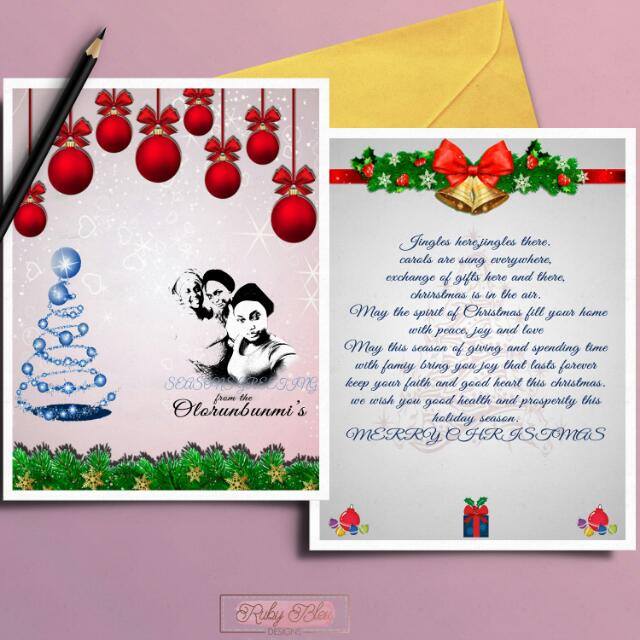 SEASONS GREETING
from the
Olorunbunmi's
Jingles here,jingles there.
carols are sung everywhere,
exchange of gifts here and there,
chrirstmas is in the air.
May the spirit of Christmas fill your home
with peace, joy and love
May this season of giving and spending time
with famiy bring you joy that lasts forever
keep your faith and good heart this christmas.
we wish you good health and prosperity this
holiday season.
MERRY CHRISTMAS
Ruby Bleu
DESIGNS